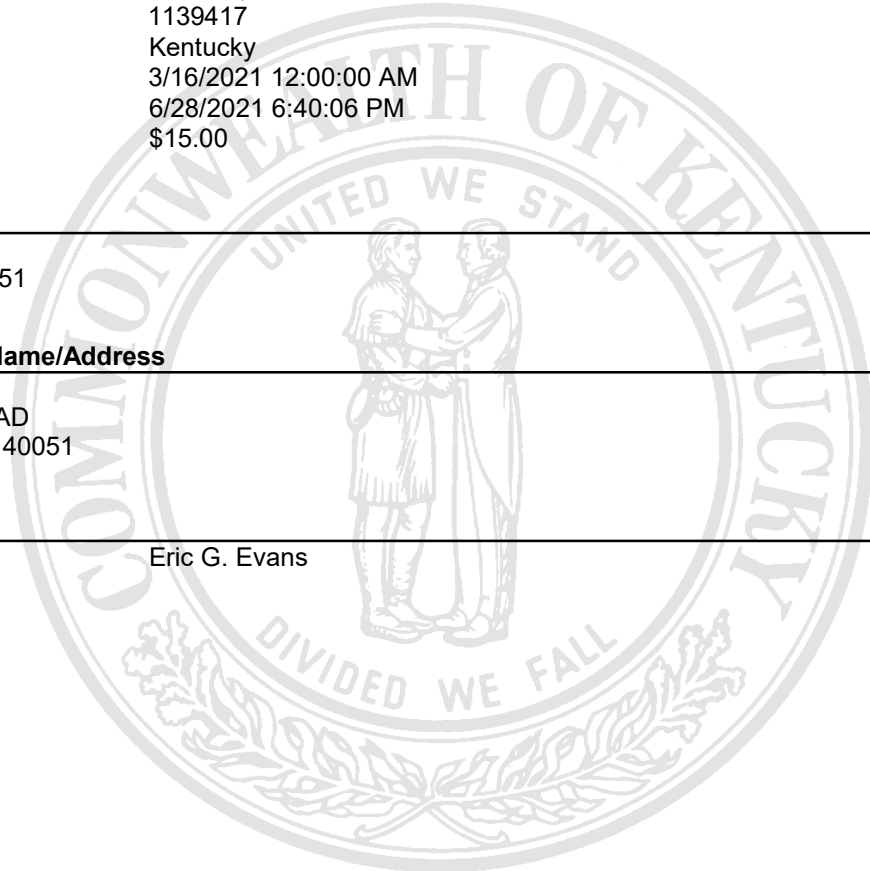 1139417
Kentucky
3/16/2021 12:00:00 AM
6/28/2021 6:40:06 PM
$15.00
COMMONWEALTH OF KENTUCKY
UNITED WE STAND
51
ame/Address
AD
40051
Eric G. Evans
DIVIDED WE FALL